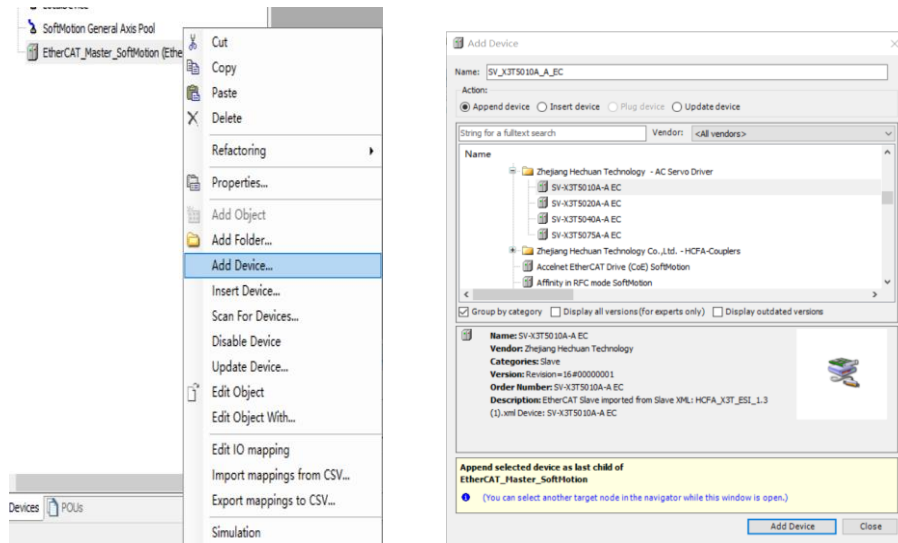 SoftMotion General Axis Pool
EtherCAT_Master_SoftMotion (Ethe
Cut
Copy
Paste
Delete
Refactoring
Properties...
Add Object
Add Folder...
Add Device...
Insert Device...
Scan For Devices...
Disable Device
Update Device...
Edit Object
Edit Object With...
Edit IO mapping
Import mappings from CSV...
Export mappings to CSV...
Simulation
Devices
POUs
Add Device
Name: SV_X3T5010A_A_EC
Action:
Append device Insert device Plug device Update device
String for a fulltext search Vendor: <All vendors>
Name
Zhejiang Hechuan Technology - AC Servo Driver
SV-X3T5010A-A EC
SV-X3T5020A-A EC
SV-X3T5040A-A EC
SV-X3T5075A-A EC
Zhejiang Hechuan Technology Co.,Ltd. - HCFA-Couplers
Accelnet EtherCAT Drive (CoE) SoftMotion
Affinity in RFC mode SoftMotion
Group by category Display all versions(for experts only) Display outdated versions
Name: SV-X3T5010A-A EC
Vendor: Zhejiang Hechuan Technology
Categories: Slave
Version: Revision=16#00000001
Order Number: SV-X3T5010A-A EC
Description: EtherCAT Slave imported from Slave XML: HCFA_X3T_ESI_1.3
(1).xml Device: SV-X3T5010A-A EC
Append selected device as last child of
EtherCAT_Master_SoftMotion
(You can select another target node in the navigator while this window is open.)
Add Device Close